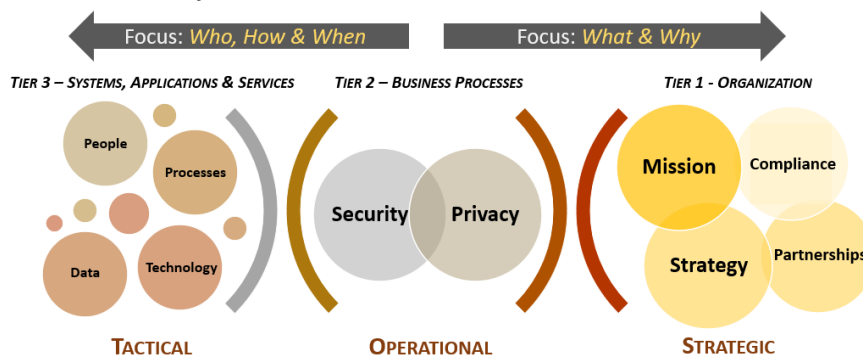 Focus: Who, How & When
Focus: What & Why
Tier 3 – Systems, Applications & Services
Tier 2 – Business Processes
Tier 1 - Organization
People
Processes
Data
Technology
Security
Privacy
Mission
Compliance
Strategy
Partnerships
Tactical
Operational
Strategic